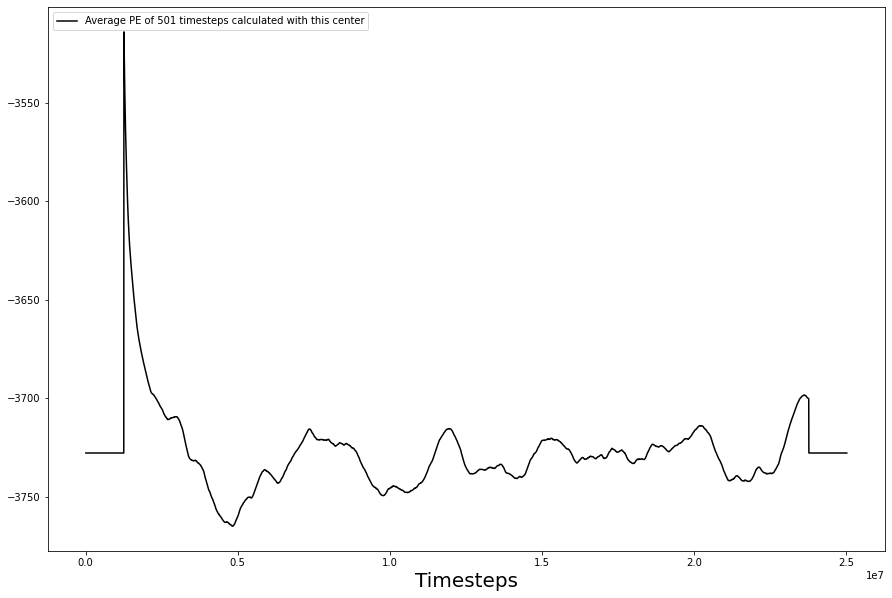 Average PE of 501 timesteps calculated with this center
−3550
−3600
−3650
−3700
−3750
0.0 0.5 1.0 1.5 2.0 2.5
1e7
Timesteps